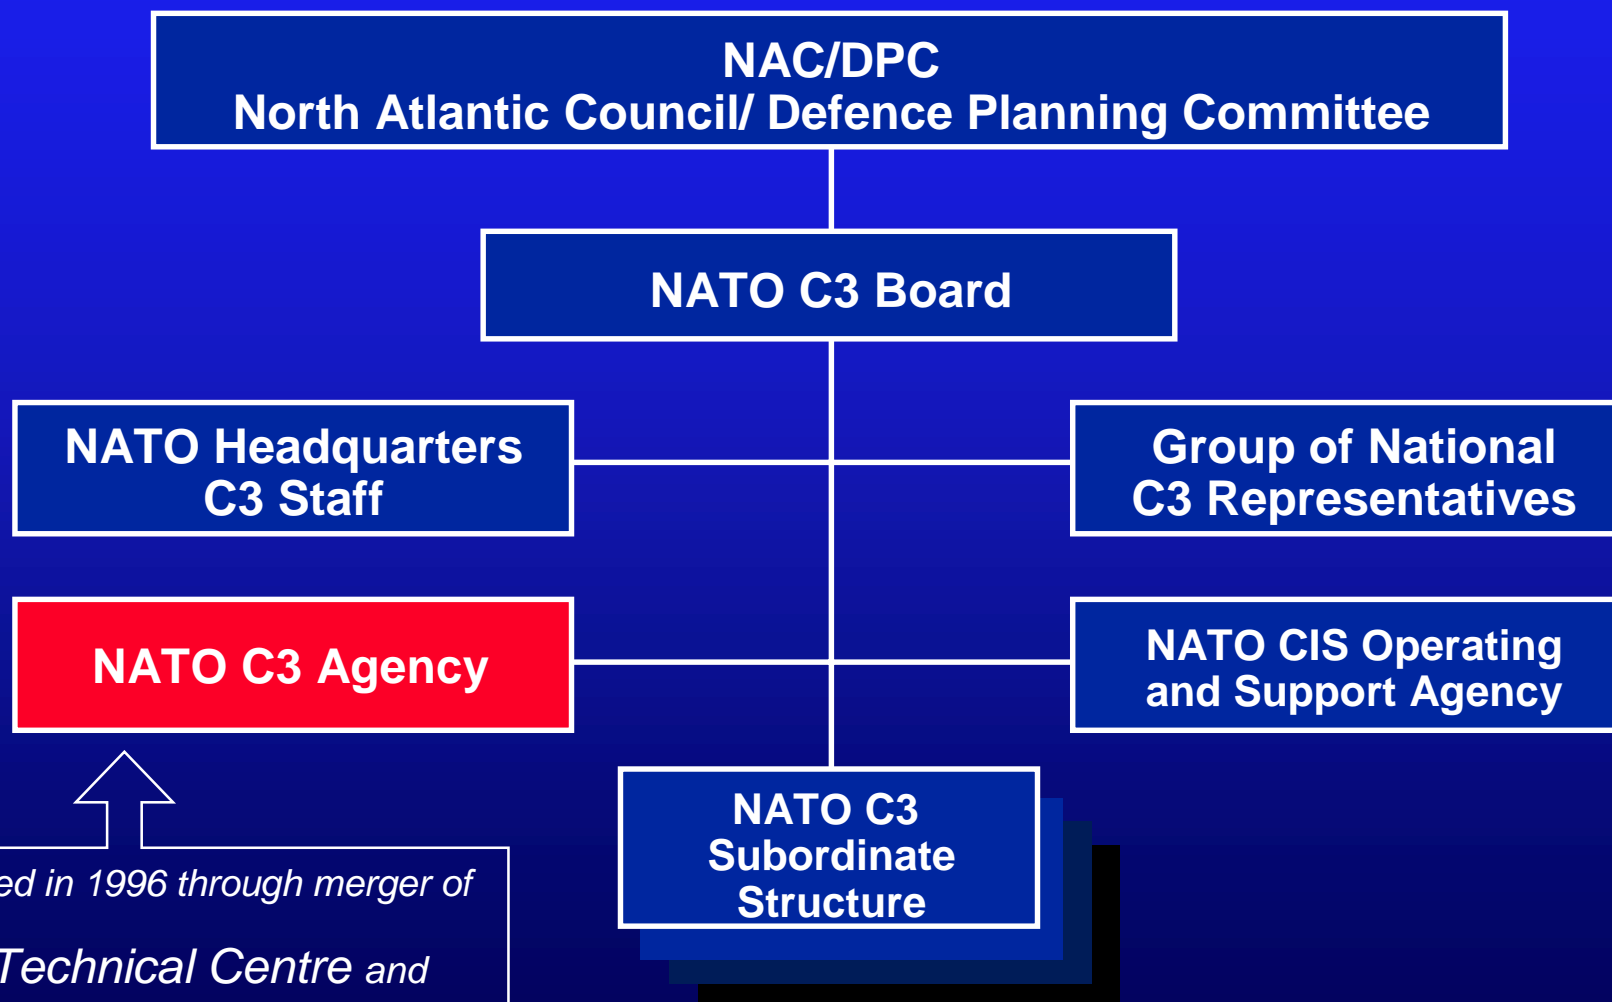 NAC/DPC
North Atlantic Council/ Defence Planning Committee
NATO C3 Board
NATO Headquarters
C3 Staff
Group of National
C3 Representatives
NATO C3 Agency
NATO CIS Operating
and Support Agency
NATO C3
Subordinate
Structure
in 1996 through merger of
Technical Centre and